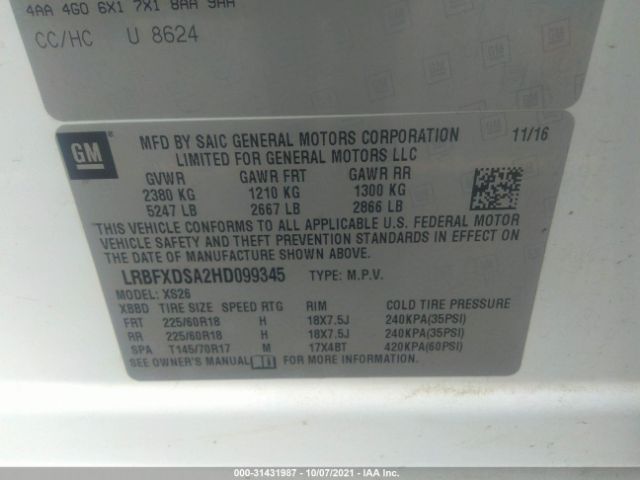 4AA 4G0 6X1 7X1 8AA 9AA
CC/HC U 8624
GM
MFD BY SAIC GENERAL MOTORS CORPORATION 11/16
LIMITED FOR GENERAL MOTORS LLC
GVWR GAWR FRT GAWR RR
2380 KG 1210 KG 1300 KG
5247 LB 2667 LB 2866 LB
THIS VEHICLE CONFORMS TO ALL APPLICABLE U.S. FEDERAL MOTOR
VEHICLE SAFETY AND THEFT PREVENTION STANDARDS IN EFFECT ON
THE DATE OF MANUFACTURE SHOWN ABOVE.
LRBFXDSA2HD099345 TYPE: M.P.V.
MODEL: XS26
XBBD TIRE SIZE SPEED RTG RIM COLD TIRE PRESSURE
FRT 225/60R18 H 18X7.5J 240KPA(35PSI)
RR 225/60R18 H 18X7.5J 240KPA(35PSI)
SPA T145/70R17 M 17X4BT 420KPA(60PSI)
SEE OWNER'S MANUAL FOR MORE INFORMATION.
000-31431987 - 10/07/2021 - IAA Inc.